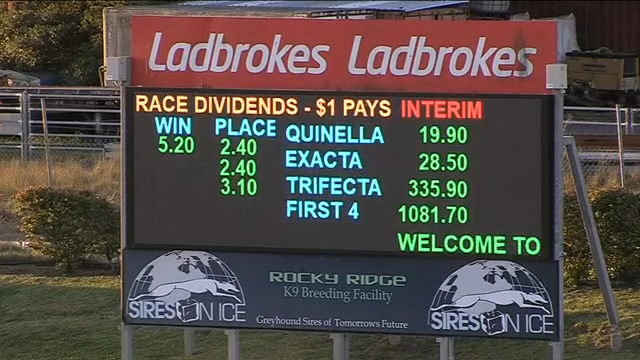 Ladbrokes Ladbrokes
RACE DIVIDENDS - $1 PAYS INTERIM
WIN PLACE QUINELLA 19.90
5.20 2.40
EXACTA 28.50
2.40
TRIFECTA 335.90
3.10
FIRST 4 1081.70
WELCOME TO
ROCKY RIDGE
K9 Breeding Facility
SIRES ON ICE SIRES ON ICE
Greyhound Sires of Tomorrows Future